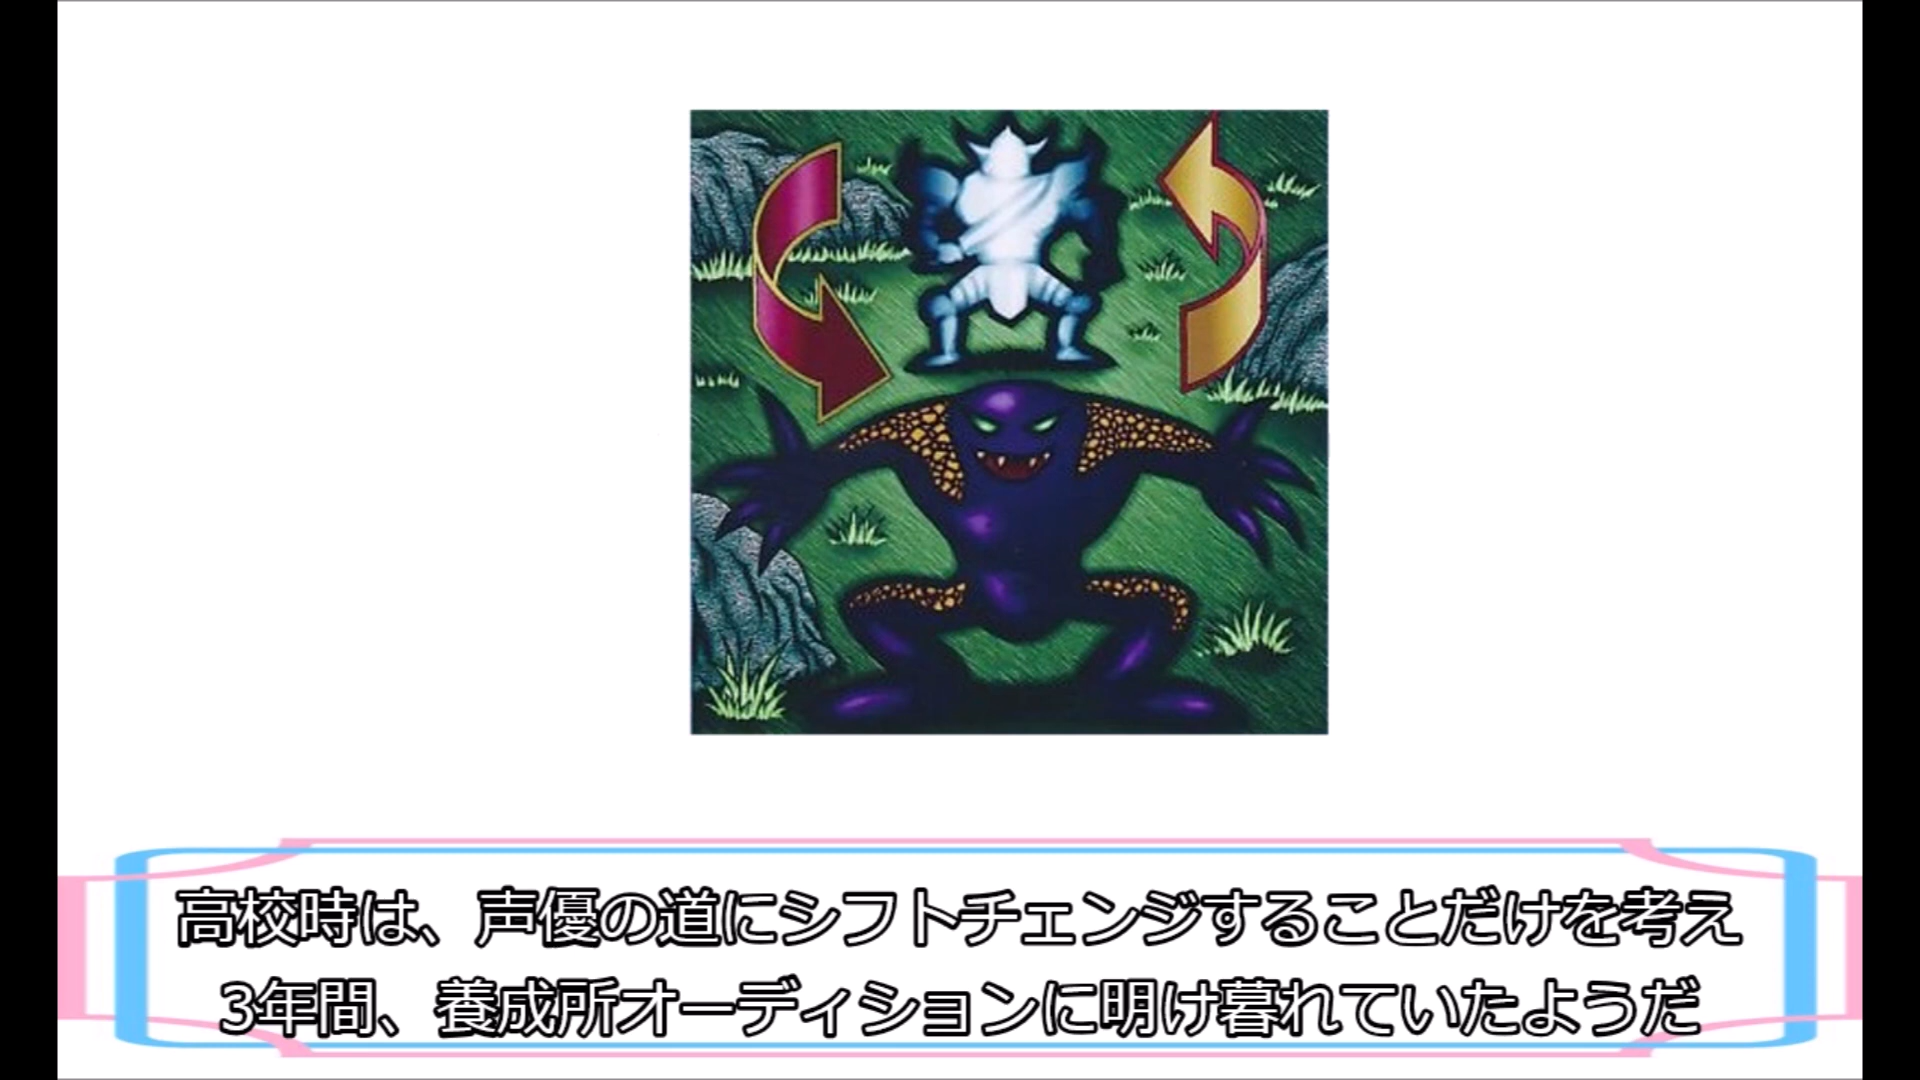 高校時は、声優の道にシフトチェンジすることだけを考え
3年間、養成所オーディションに明け暮れていたようだ